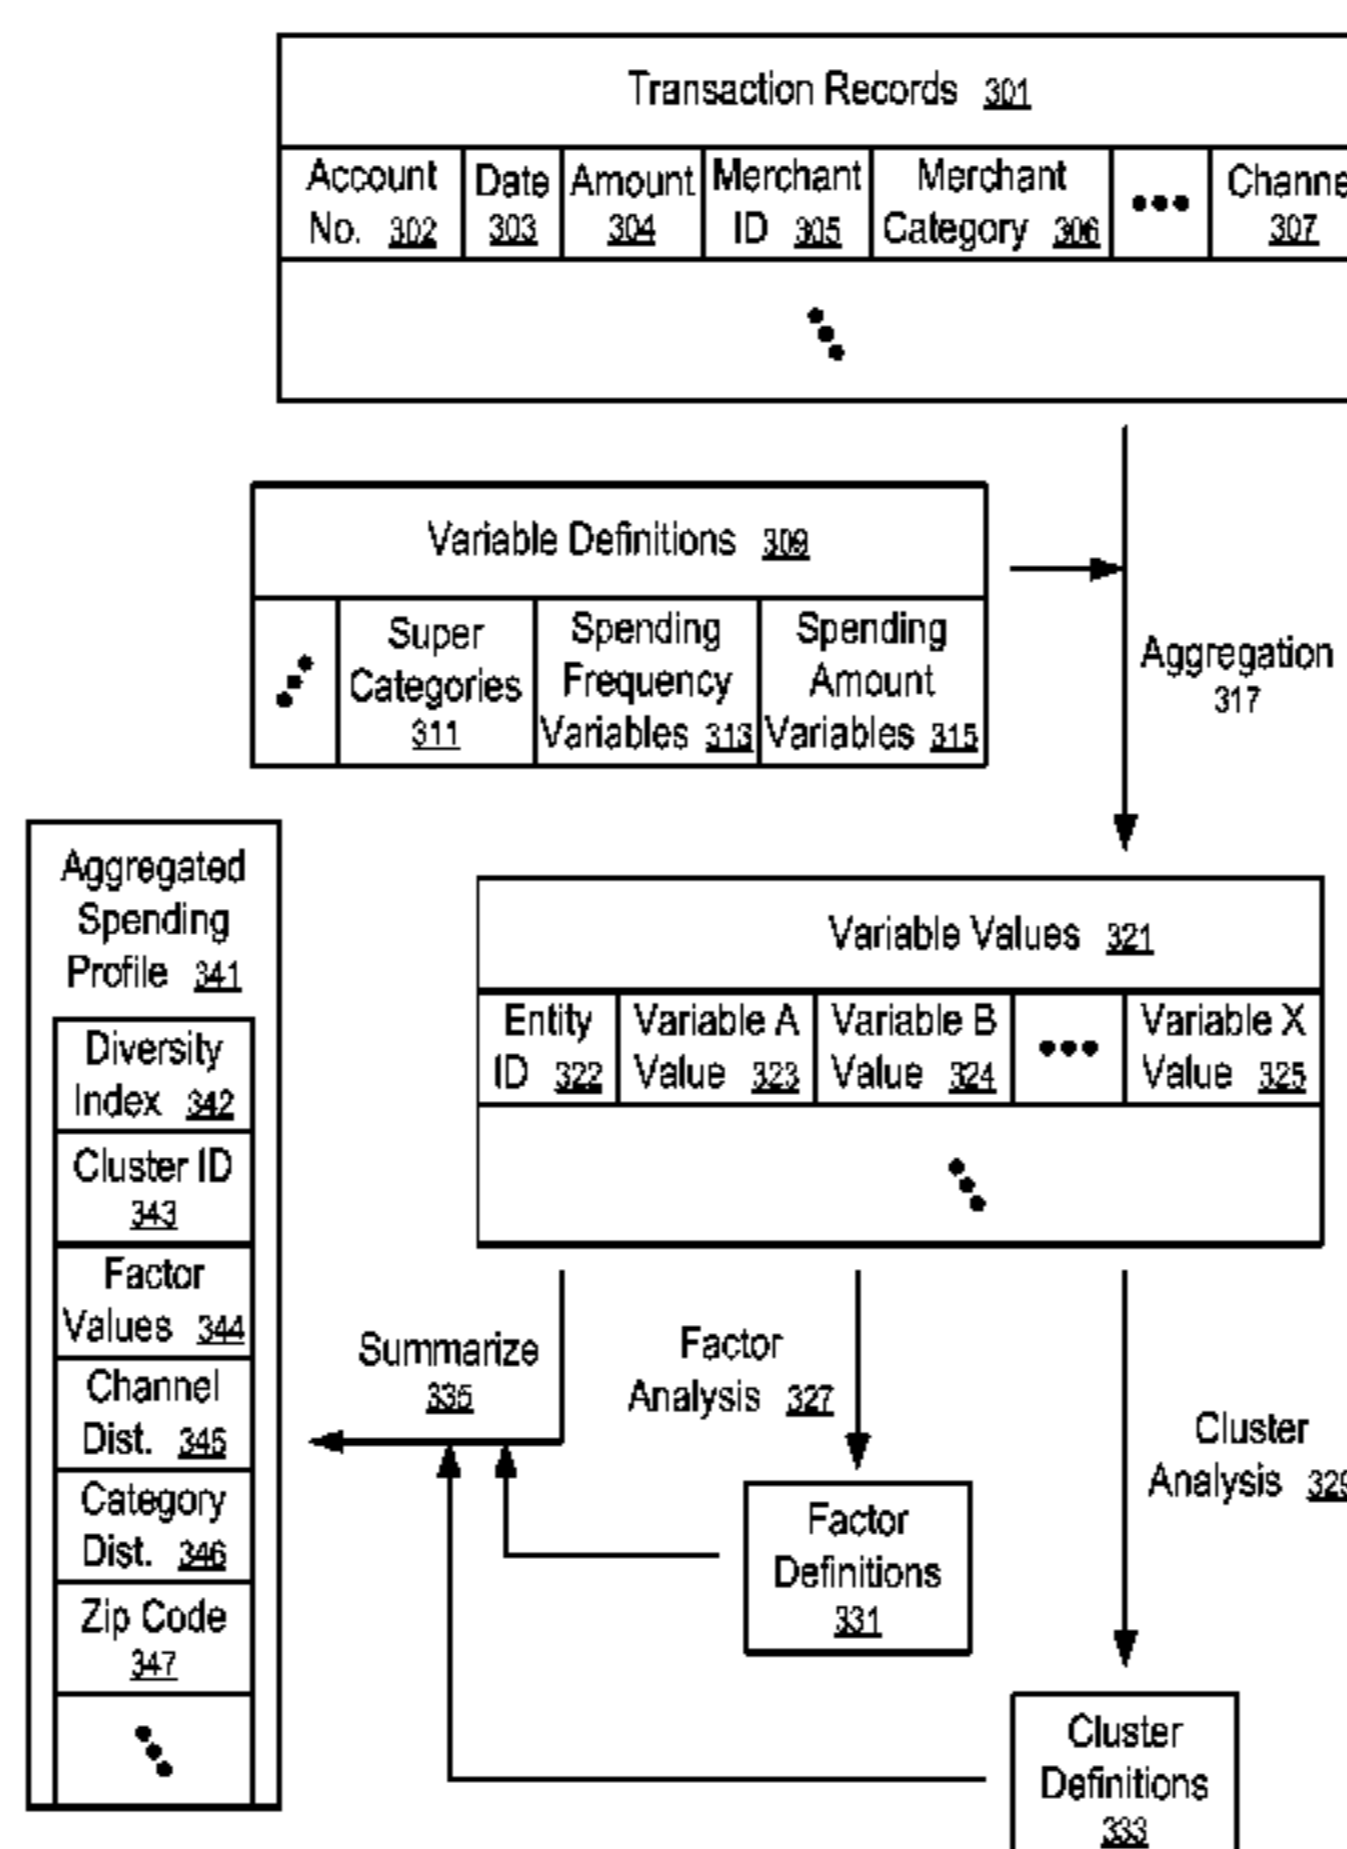 Transaction Records 301
Account
No. 302
Date
303
Amount
304
Merchant
ID 305
Merchant
Category 306
Channe
307
Variable Definitions 309
Super
Categories
311
Spending
Frequency
Variables 313
Spending
Amount
Variables 315
Aggregation
317
Aggregated
Spending
Profile 341
Diversity
Index 342
Cluster ID
343
Factor
Values 344
Channel
Dist. 345
Category
Dist. 346
Zip Code
347
Variable Values 321
Entity
ID 322
Variable A
Value 323
Variable B
Value 324
Variable X
Value 325
Summarize
335
Factor
Analysis 327
Cluster
Analysis 329
Factor
Definitions
331
Cluster
Definitions
333